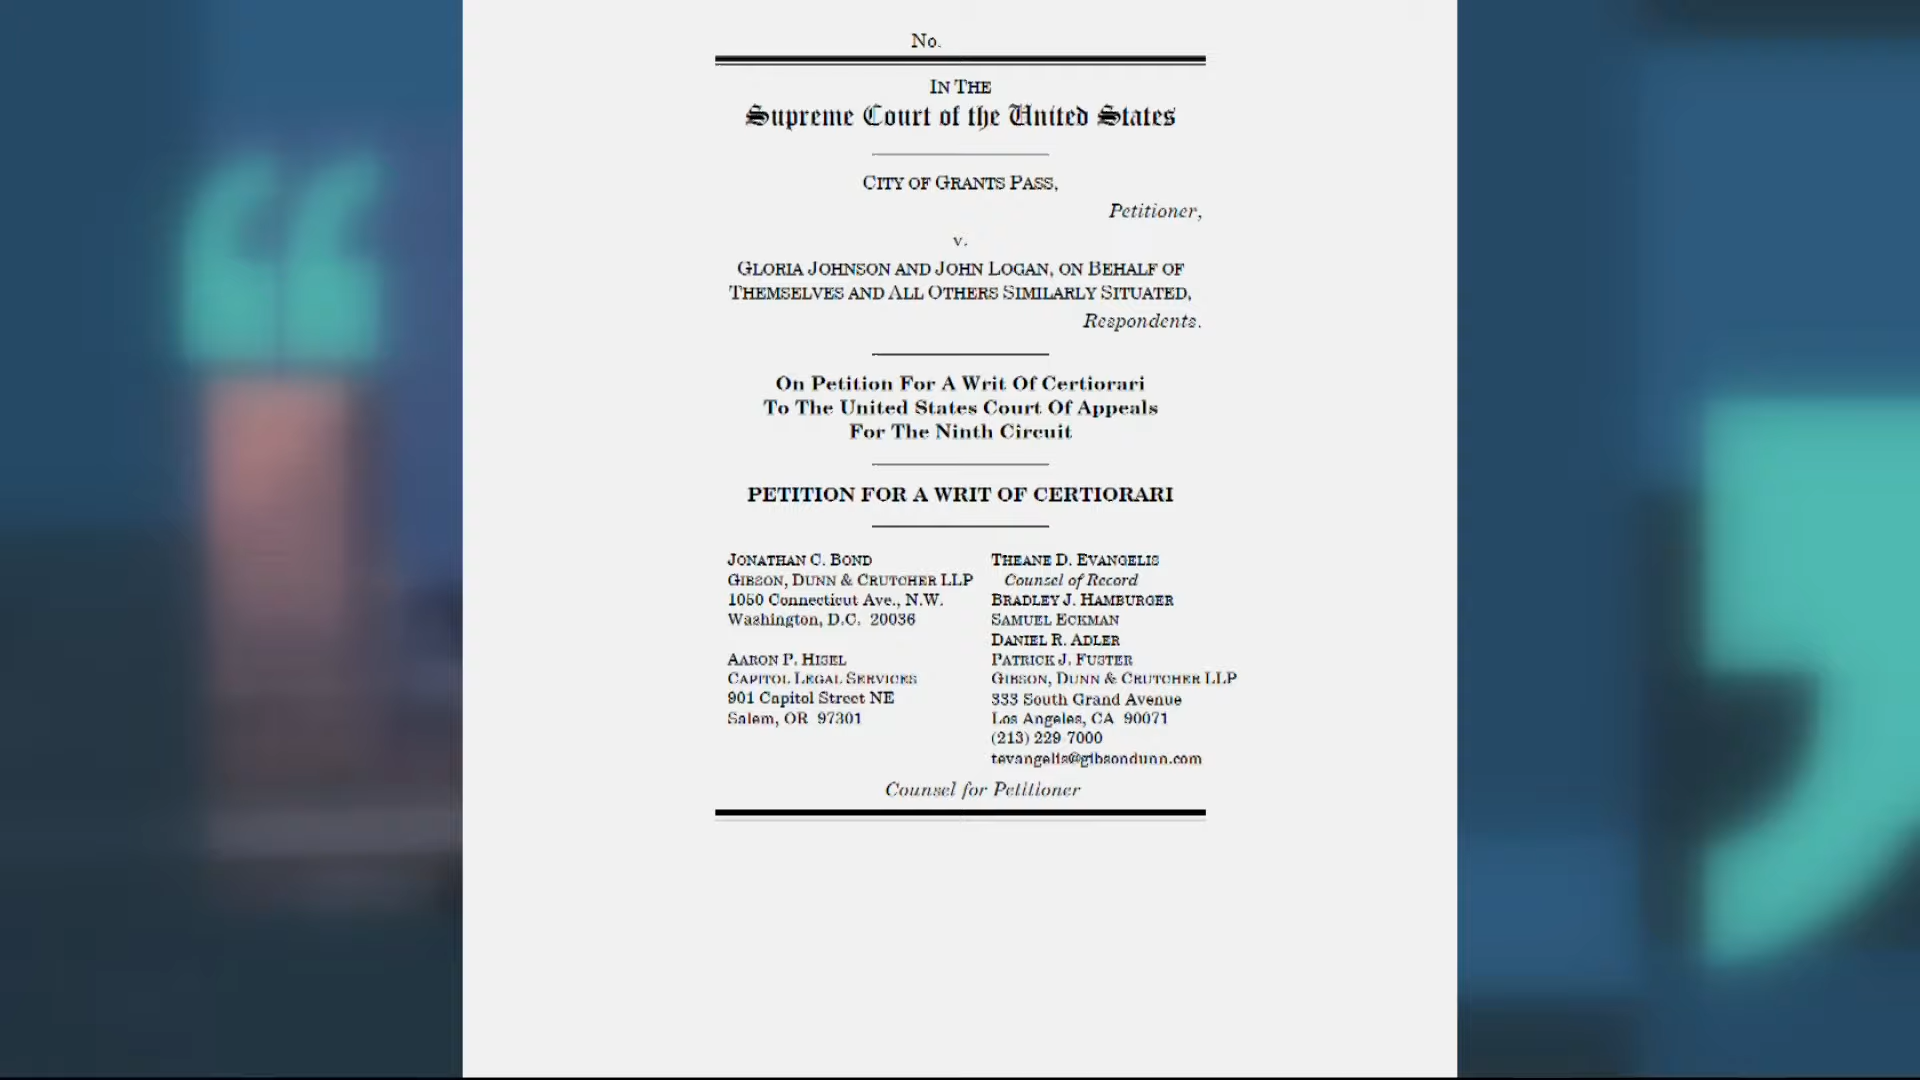 No.
IN THE
Supreme Court of the United States
CITY OF GRANTS PASS,
Petitioner,
v.
GLORIA JOHNSON AND JOHN LOGAN, ON BEHALF OF
THEMSELVES AND ALL OTHERS SIMILARLY SITUATED,
Respondents.
On Petition For A Writ Of Certiorari
To The United States Court Of Appeals
For The Ninth Circuit
PETITION FOR A WRIT OF CERTIORARI
JONATHAN C. BOND
GIBSON, DUNN & CRUTCHER LLP
1050 Connecticut Ave., N.W.
Washington, D.C. 20036
AARON P. HISEL
CAPITOL LEGAL SERVICES
901 Capitol Street NE
Salem, OR 97301
THEANE D. EVANGELIS
Counsel of Record
BRADLEY J. HAMBURGER
SAMUEL ECKMAN
DANIEL R. ADLER
PATRICK J. FUSTER
GIBSON, DUNN & CRUTCHER LLP
333 South Grand Avenue
Los Angeles, CA 90071
(213) 229-7000
tevangelis@gibsondunn.com
Counsel for Petitioner